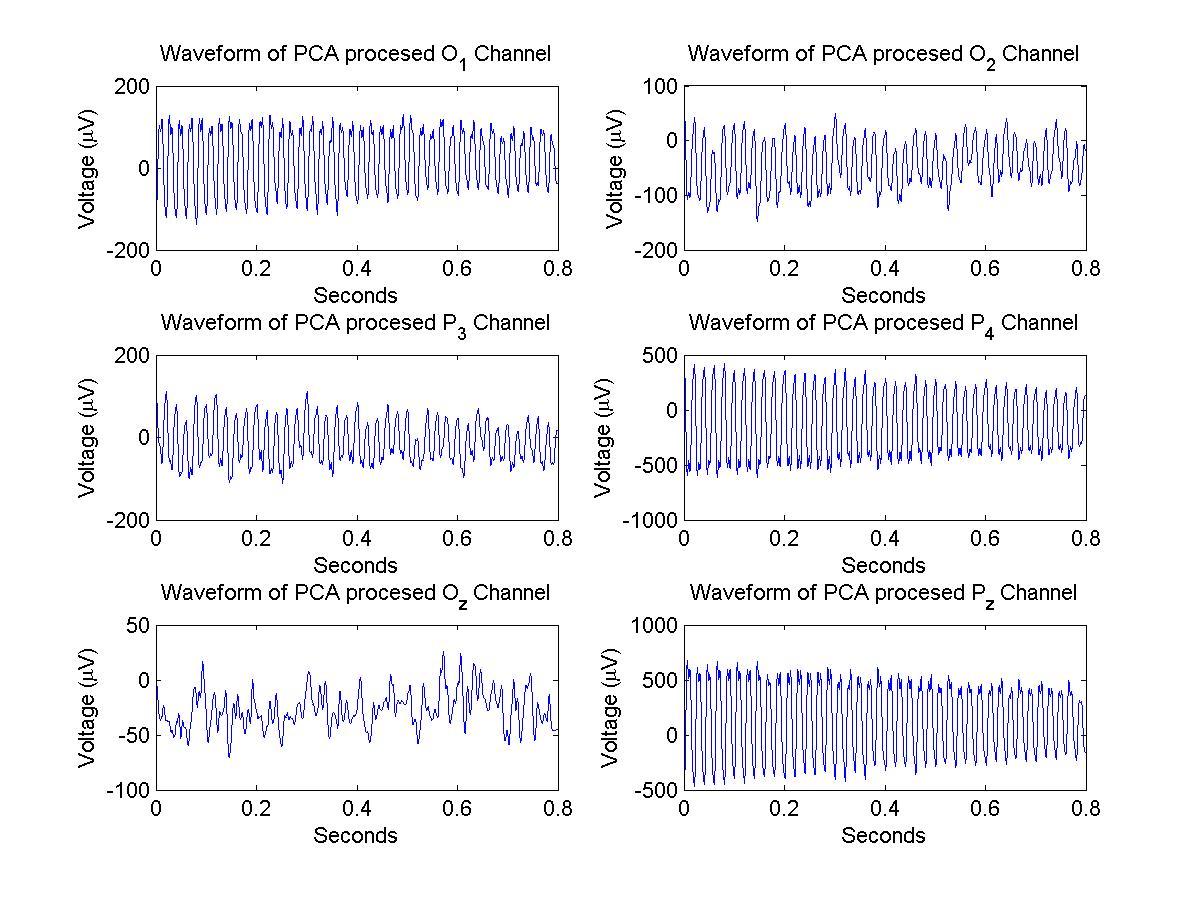 Waveform of PCA procesed O1 Channel
Voltage (μV)
200
0
-200
0 0.2 0.4 0.6 0.8
Seconds
Waveform of PCA procesed O2 Channel
Voltage (μV)
100
0
-100
-200
0 0.2 0.4 0.6 0.8
Seconds
Waveform of PCA procesed P3 Channel
Voltage (μV)
200
0
-200
0 0.2 0.4 0.6 0.8
Seconds
Waveform of PCA procesed P4 Channel
Voltage (μV)
500
0
-500
-1000
0 0.2 0.4 0.6 0.8
Seconds
Waveform of PCA procesed Oz Channel
Voltage (μV)
50
0
-50
-100
0 0.2 0.4 0.6 0.8
Seconds
Waveform of PCA procesed Pz Channel
Voltage (μV)
1000
500
0
-500
0 0.2 0.4 0.6 0.8
Seconds